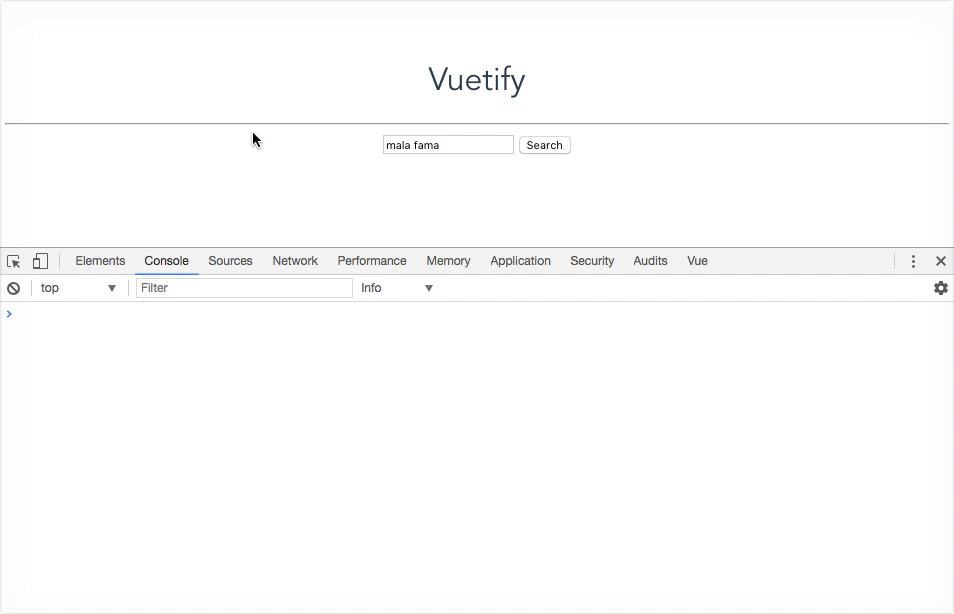 Vuetify
mala fama Search
Elements Console Sources Network Performance Memory Application Security Audits Vue
top Filter Info